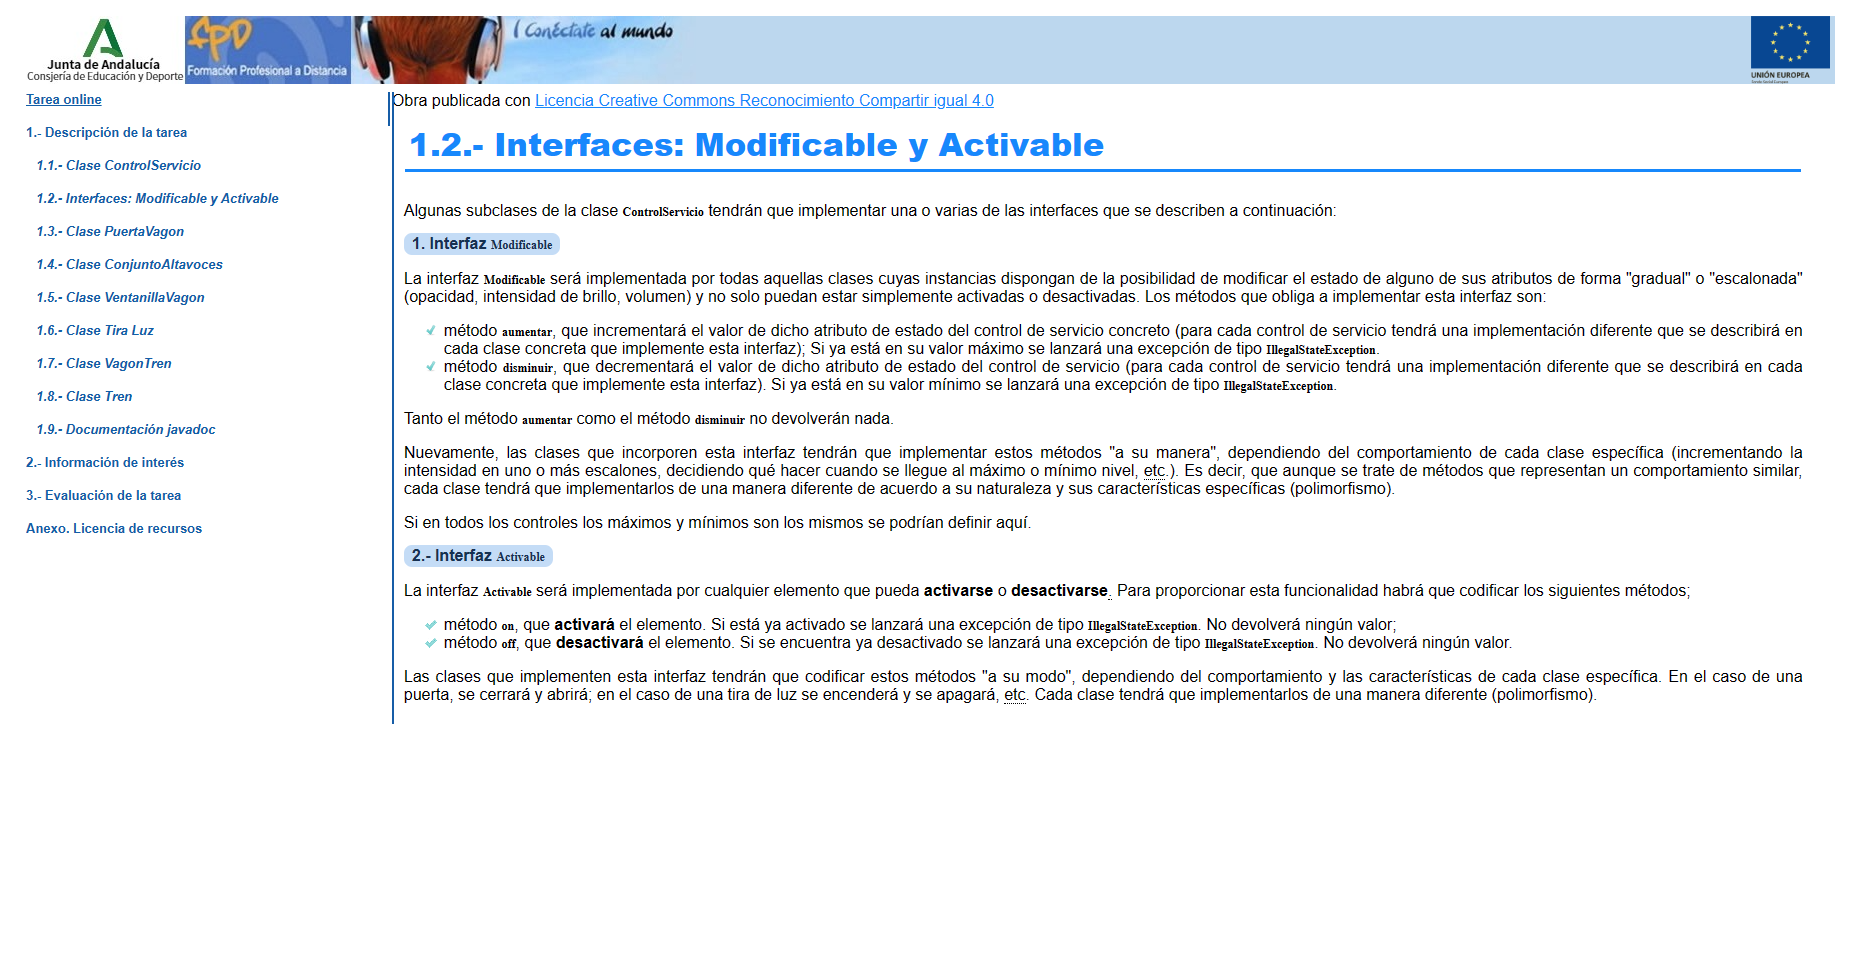 Junta de Andalucía
Consjería de Educación y Deporte
fpD
Formación Profesional a Distancia
Conéctate al mundo
UNIÓN EUROPEA
Fondo Social Europeo
Tarea online
1.- Descripción de la tarea
1.1.- Clase ControlServicio
1.2.- Interfaces: Modificable y Activable
1.3.- Clase PuertaVagon
1.4.- Clase ConjuntoAltavoces
1.5.- Clase VentanillaVagon
1.6.- Clase Tira Luz
1.7.- Clase VagonTren
1.8.- Clase Tren
1.9.- Documentación javadoc
2.- Información de interés
3.- Evaluación de la tarea
Anexo. Licencia de recursos
Obra publicada con Licencia Creative Commons Reconocimiento Compartir igual 4.0
1.2.- Interfaces: Modificable y Activable
Algunas subclases de la clase ControlServicio tendrán que implementar una o varias de las interfaces que se describen a continuación:
1. Interfaz Modificable
La interfaz Modificable será implementada por todas aquellas clases cuyas instancias dispongan de la posibilidad de modificar el estado de alguno de sus atributos de forma "gradual" o "escalonada"
(opacidad, intensidad de brillo, volumen) y no solo puedan estar simplemente activadas o desactivadas. Los métodos que obliga a implementar esta interfaz son:
método aumentar, que incrementará el valor de dicho atributo de estado del control de servicio concreto (para cada control de servicio tendrá una implementación diferente que se describirá en
cada clase concreta que implemente esta interfaz); Si ya está en su valor máximo se lanzará una excepción de tipo IllegalStateException.
método disminuir, que decrementará el valor de dicho atributo de estado del control de servicio (para cada control de servicio tendrá una implementación diferente que se describirá en cada
clase concreta que implemente esta interfaz). Si ya está en su valor mínimo se lanzará una excepción de tipo IllegalStateException.
Tanto el método aumentar como el método disminuir no devolverán nada.
Nuevamente, las clases que incorporen esta interfaz tendrán que implementar estos métodos "a su manera", dependiendo del comportamiento de cada clase específica (incrementando la
intensidad en uno o más escalones, decidiendo qué hacer cuando se llegue al máximo o mínimo nivel, etc.). Es decir, que aunque se trate de métodos que representan un comportamiento similar,
cada clase tendrá que implementarlos de una manera diferente de acuerdo a su naturaleza y sus características específicas (polimorfismo).
Si en todos los controles los máximos y mínimos son los mismos se podrían definir aquí.
2.- Interfaz Activable
La interfaz Activable será implementada por cualquier elemento que pueda activarse o desactivarse. Para proporcionar esta funcionalidad habrá que codificar los siguientes métodos;
método on, que activará el elemento. Si está ya activado se lanzará una excepción de tipo IllegalStateException. No devolverá ningún valor;
método off, que desactivará el elemento. Si se encuentra ya desactivado se lanzará una excepción de tipo IllegalStateException. No devolverá ningún valor.
Las clases que implementen esta interfaz tendrán que codificar estos métodos "a su modo", dependiendo del comportamiento y las características de cada clase específica. En el caso de una
puerta, se cerrará y abrirá; en el caso de una tira de luz se encenderá y se apagará, etc. Cada clase tendrá que implementarlos de una manera diferente (polimorfismo).